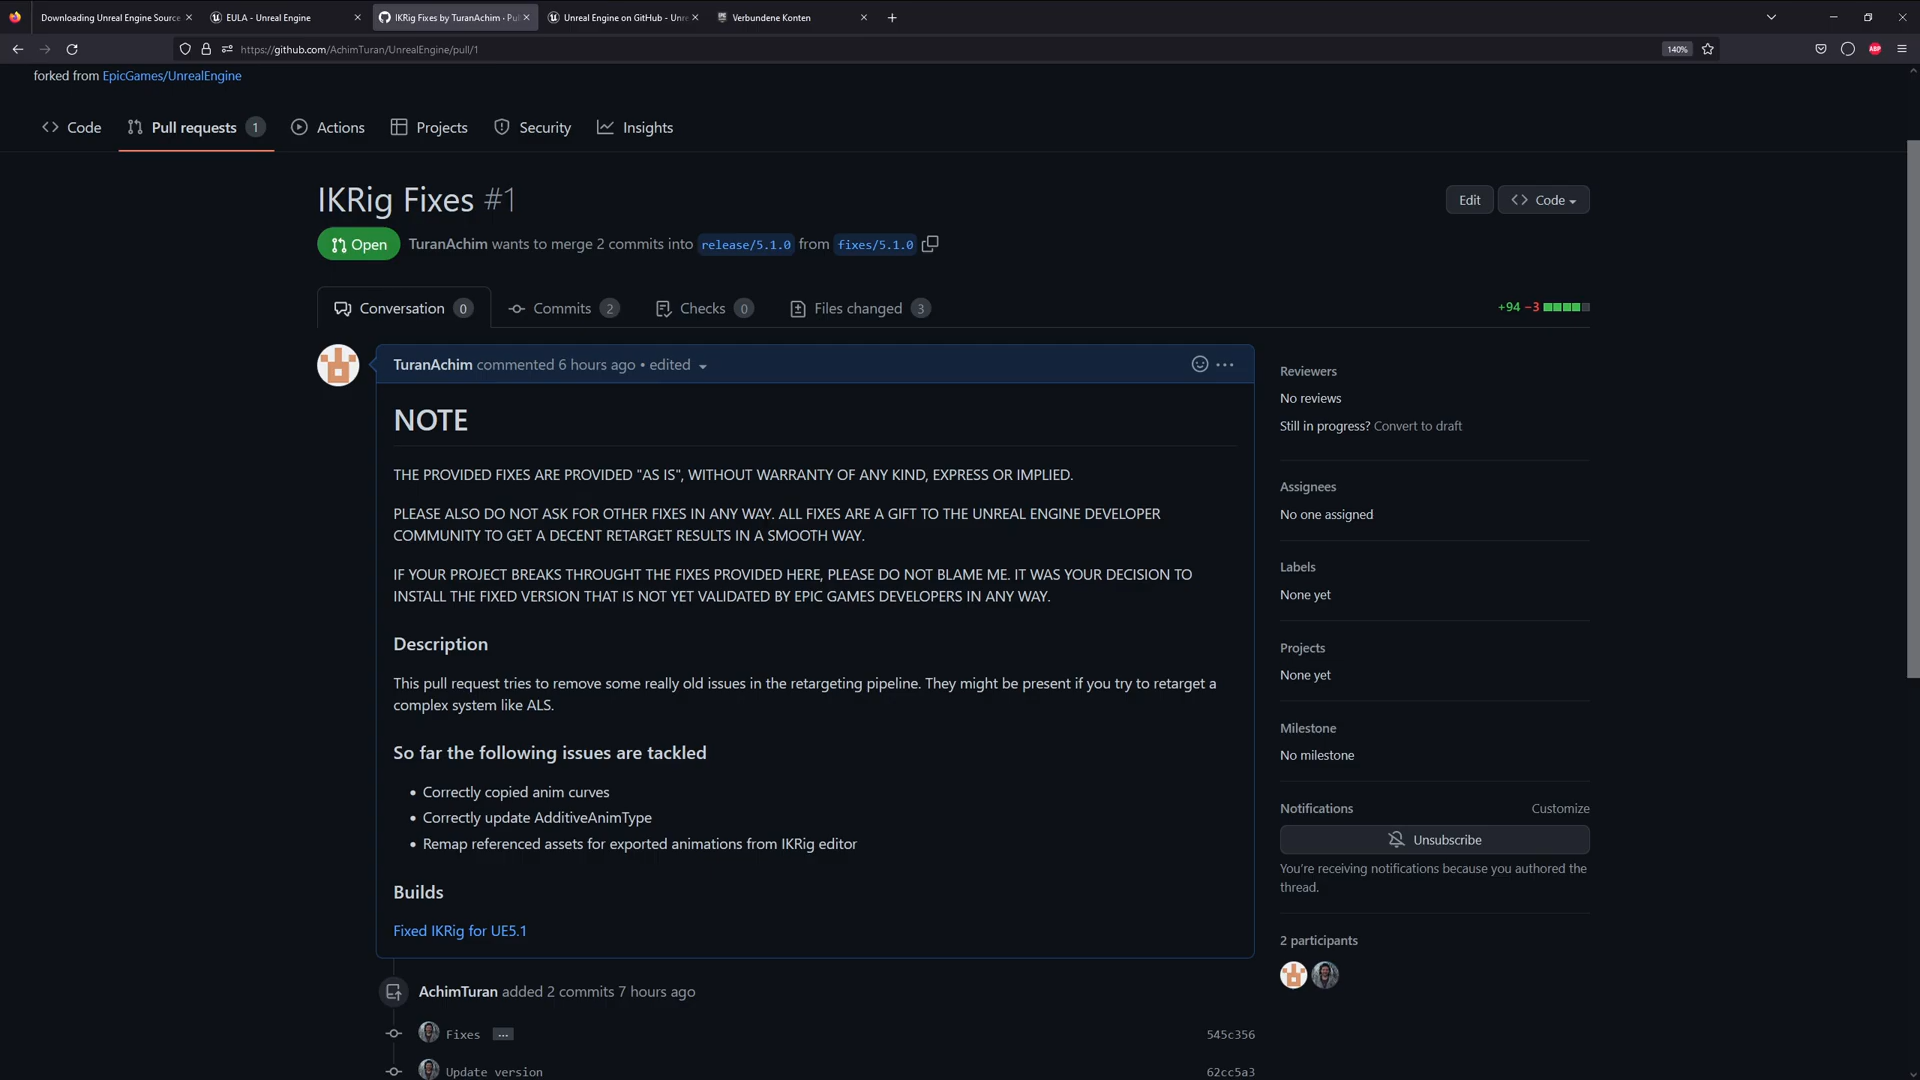 Downloading Unreal Engine Source
EULA - Unreal Engine
IKRig Fixes by TuranAchim · Pul
Unreal Engine on GitHub - Unre
Verbundene Konten
https://github.com/AchimTuran/UnrealEngine/pull/1
140%
ABP
forked from EpicGames/UnrealEngine
Code
Pull requests 1
Actions
Projects
Security
Insights
IKRig Fixes #1
Edit
Code
Open
TuranAchim wants to merge 2 commits into release/5.1.0 from fixes/5.1.0
Conversation 0
Commits 2
Checks 0
Files changed 3
+94 −3
TuranAchim commented 6 hours ago • edited
NOTE
THE PROVIDED FIXES ARE PROVIDED "AS IS", WITHOUT WARRANTY OF ANY KIND, EXPRESS OR IMPLIED.
PLEASE ALSO DO NOT ASK FOR OTHER FIXES IN ANY WAY. ALL FIXES ARE A GIFT TO THE UNREAL ENGINE DEVELOPER
COMMUNITY TO GET A DECENT RETARGET RESULTS IN A SMOOTH WAY.
IF YOUR PROJECT BREAKS THROUGHT THE FIXES PROVIDED HERE, PLEASE DO NOT BLAME ME. IT WAS YOUR DECISION TO
INSTALL THE FIXED VERSION THAT IS NOT YET VALIDATED BY EPIC GAMES DEVELOPERS IN ANY WAY.
Description
This pull request tries to remove some really old issues in the retargeting pipeline. They might be present if you try to retarget a
complex system like ALS.
So far the following issues are tackled
• Correctly copied anim curves
• Correctly update AdditiveAnimType
• Remap referenced assets for exported animations from IKRig editor
Builds
Fixed IKRig for UE5.1
AchimTuran added 2 commits 7 hours ago
Fixes ... 545c356
Update version 62cc5a3
Reviewers
No reviews
Still in progress? Convert to draft
Assignees
No one assigned
Labels
None yet
Projects
None yet
Milestone
No milestone
Notifications
Customize
Unsubscribe
You're receiving notifications because you authored the
thread.
2 participants